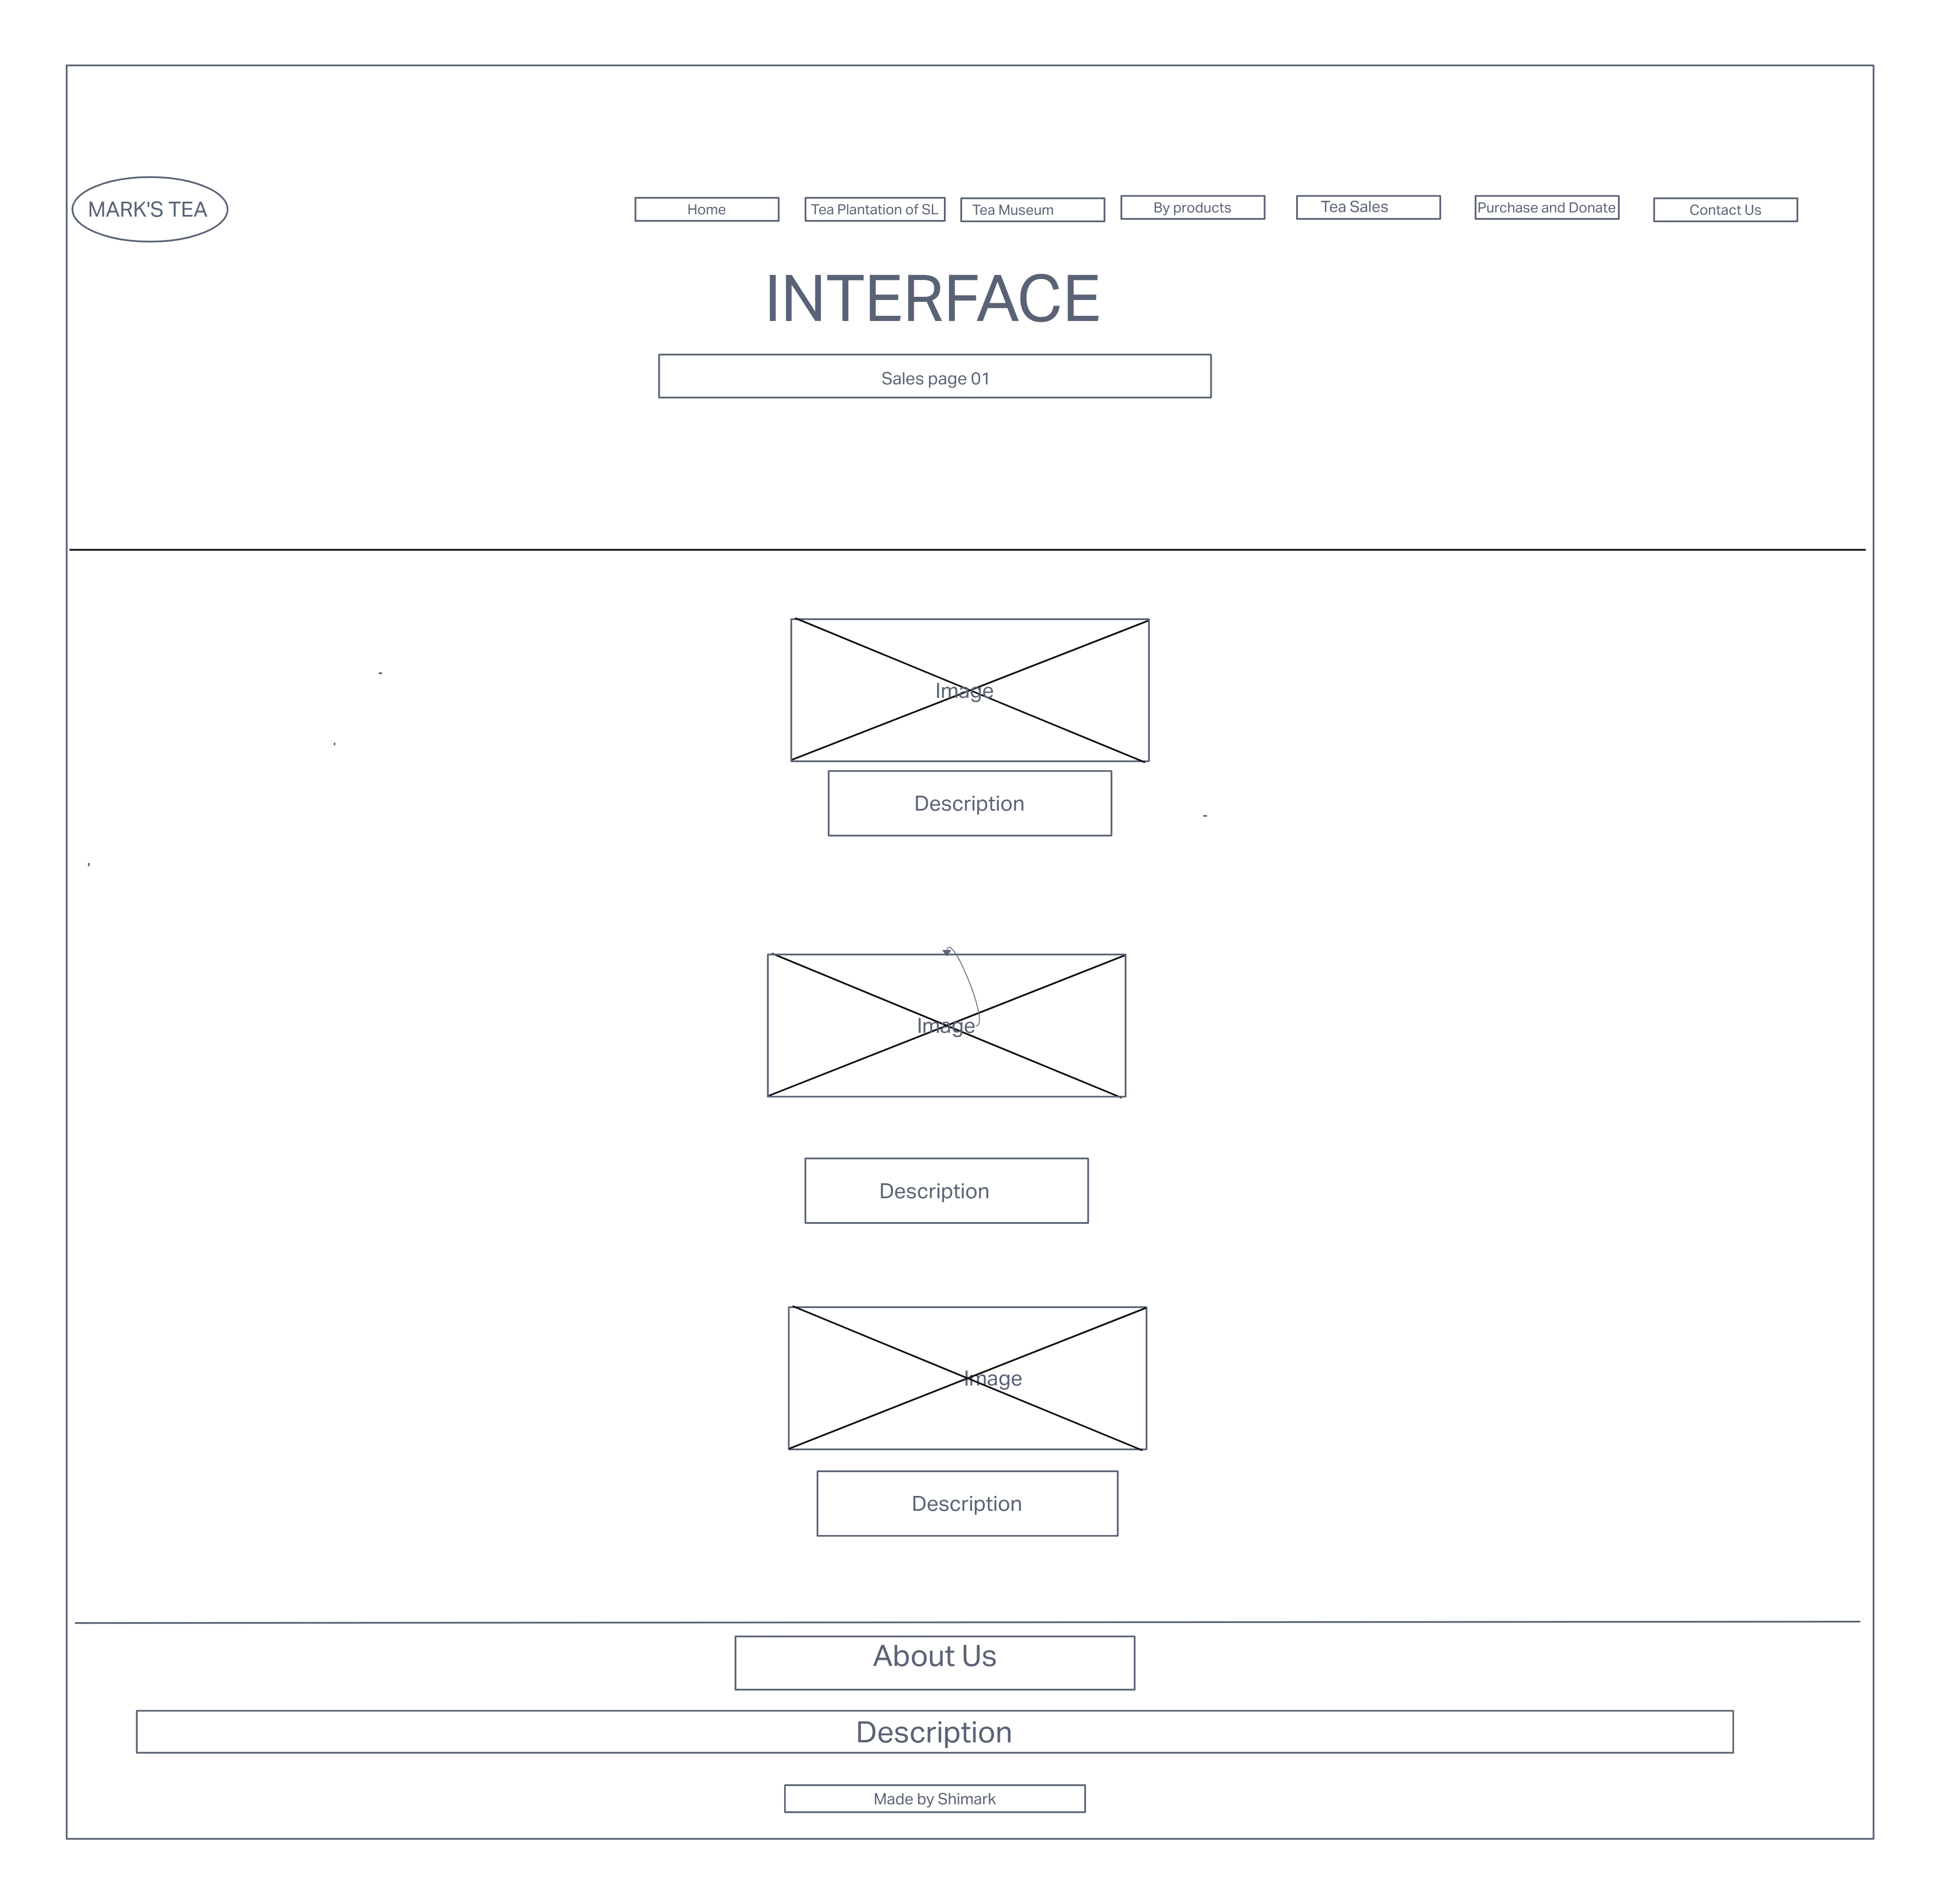 MARK'S TEA
Home
Tea Plantation of SL
Tea Museum
By products
Tea Sales
Purchase and Donate
Contact Us
INTERFACE
Sales page 01
Image
Description
Image
Description
Image
Description
About Us
Description
Made by Shimark